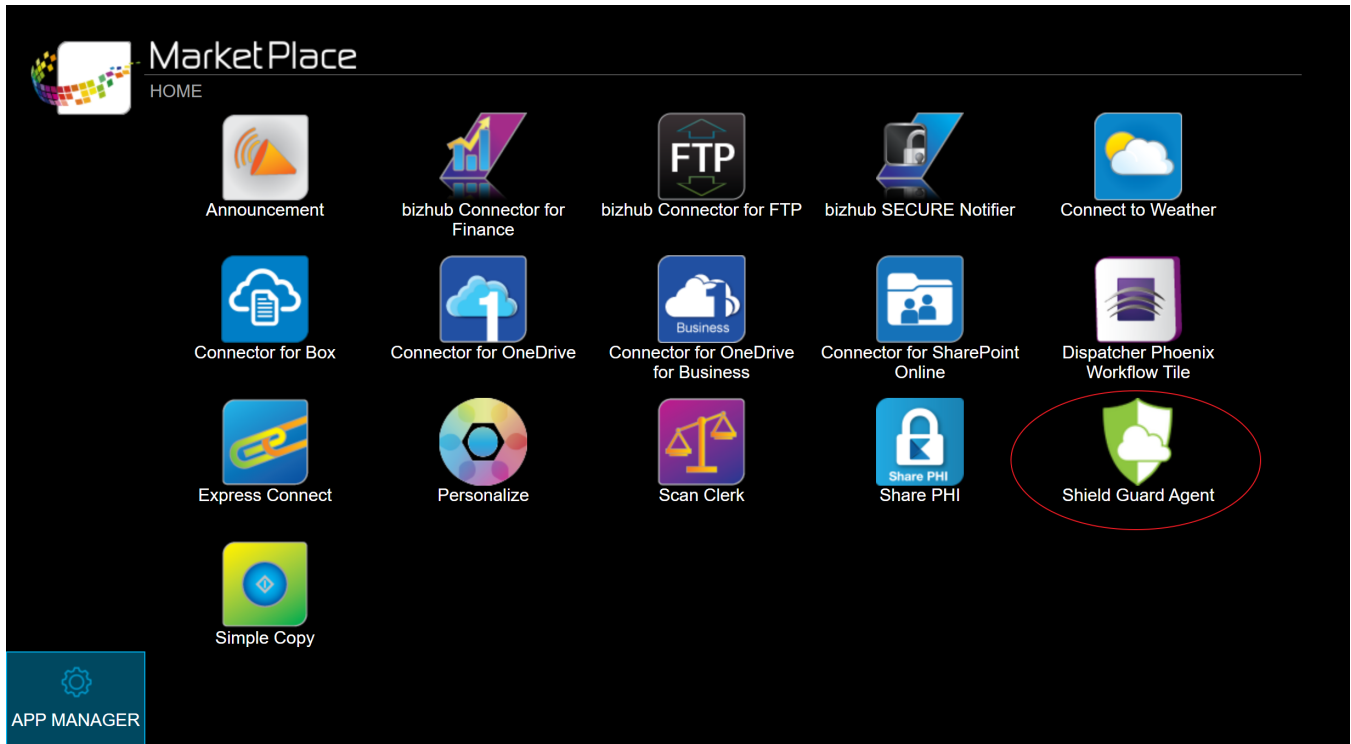 MarketPlace
HOME
FTP
Announcement
bizhub Connector for
Finance
bizhub Connector for FTP
bizhub SECURE Notifier
Connect to Weather
1
1
Business
Connector for Box
Connector for OneDrive
Connector for OneDrive
for Business
Connector for SharePoint
Online
Dispatcher Phoenix
Workflow Tile
Share PHI
Express Connect
Personalize
Scan Clerk
Share PHI
Shield Guard Agent
Simple Copy
APP MANAGER